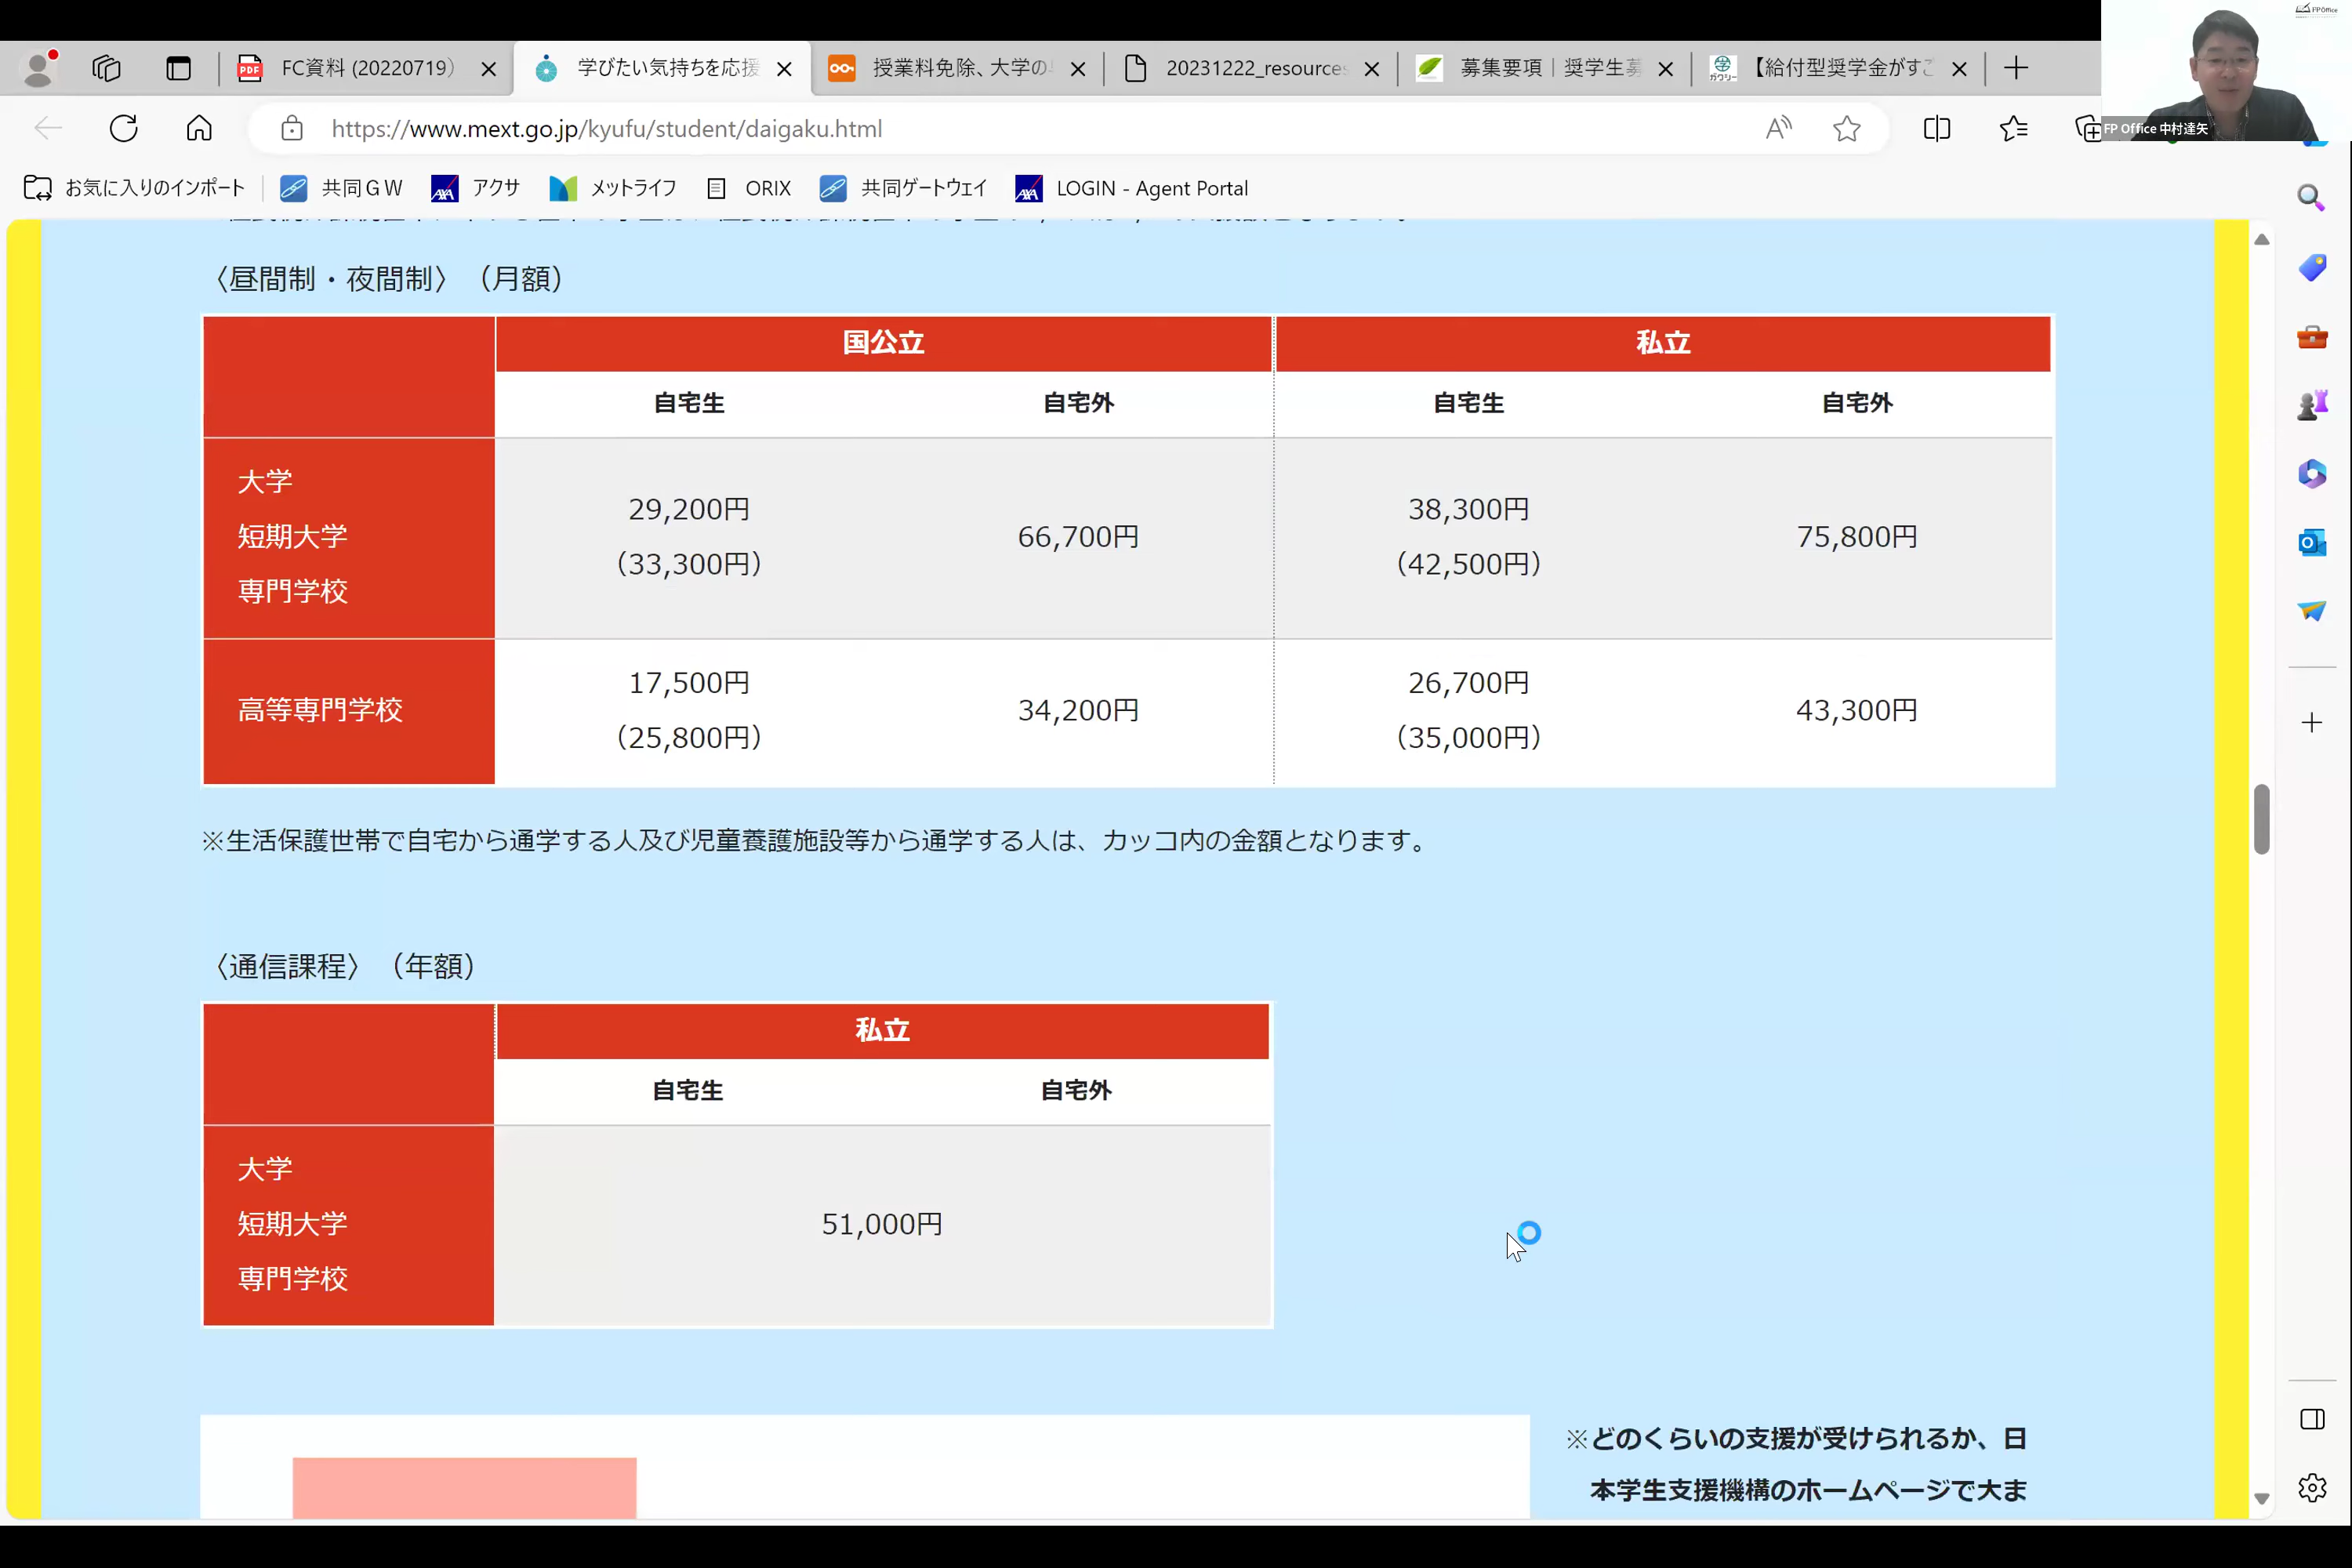 FC資料 (20220719)
学びたい気持ちを応援
授業料免除、大学の
20231222_resources
募集要項｜奨学生募
【給付型奨学金がすご
FP Office
FP Office 中村達矢
https://www.mext.go.jp/kyufu/student/daigaku.html
お気に入りのインポート
共同GW
アクサ
メットライフ
ORIX
共同ゲートウェイ
LOGIN - Agent Portal
〈昼間制・夜間制〉（月額）
国公立 私立
自宅生 自宅外 自宅生 自宅外
大学
短期大学
専門学校
29,200円
（33,300円）
66,700円
38,300円
（42,500円）
75,800円
高等専門学校
17,500円
（25,800円）
34,200円
26,700円
（35,000円）
43,300円
※生活保護世帯で自宅から通学する人及び児童養護施設等から通学する人は、カッコ内の金額となります。
〈通信課程〉（年額）
私立
自宅生 自宅外
大学
短期大学
専門学校
51,000円
※どのくらいの支援が受けられるか、日
本学生支援機構のホームページで大ま